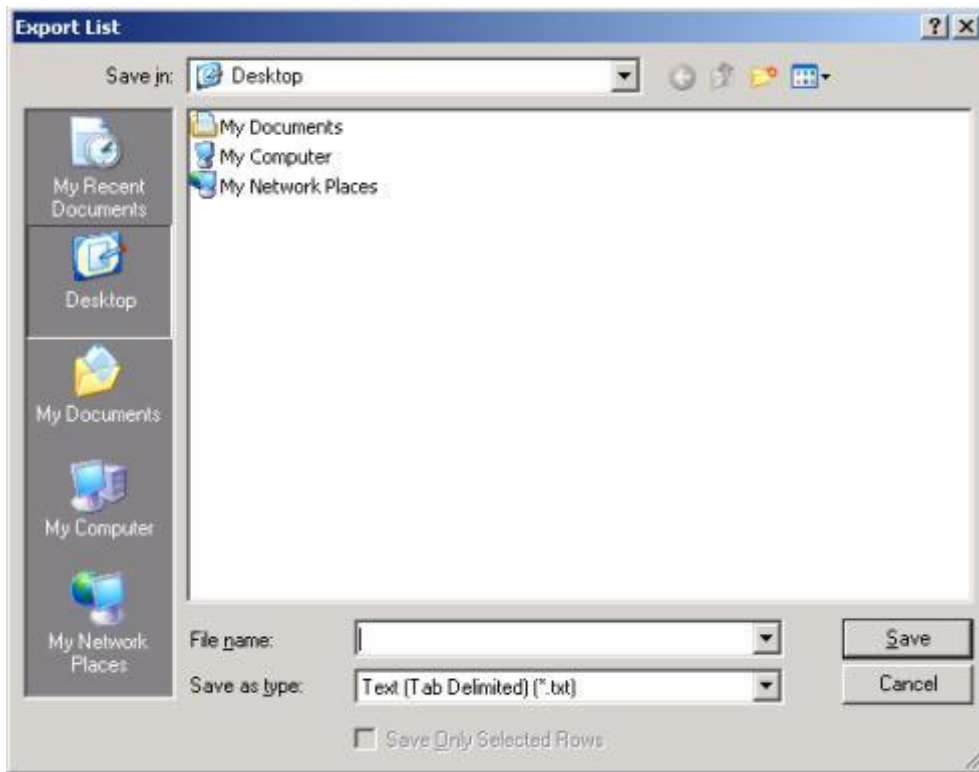 Export List
Save in:
Desktop
My Recent
Documents
Desktop
My Documents
My Computer
My Network
Places
My Documents
My Computer
My Network Places
File name:
Save
Save as type:
Text (Tab Delimited) (*.txt)
Cancel
Save Only Selected Rows